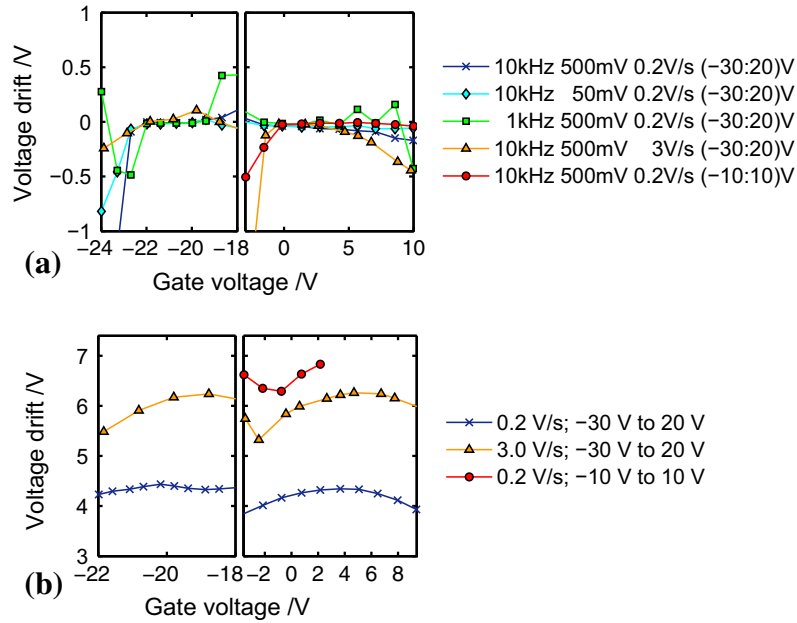 1
0.5
0
−0.5
−1
Voltage drift /V
−24 −22 −20 −18
0 5 10
Gate voltage /V
(a)
10kHz 500mV 0.2V/s (−30:20)V
10kHz 50mV 0.2V/s (−30:20)V
1kHz 500mV 0.2V/s (−30:20)V
10kHz 500mV 3V/s (−30:20)V
10kHz 500mV 0.2V/s (−10:10)V
7
6
5
4
3
Voltage drift /V
−22 −20 −18
−2 0 2 4 6 8
Gate voltage /V
(b)
0.2 V/s; −30 V to 20 V
3.0 V/s; −30 V to 20 V
0.2 V/s; −10 V to 10 V